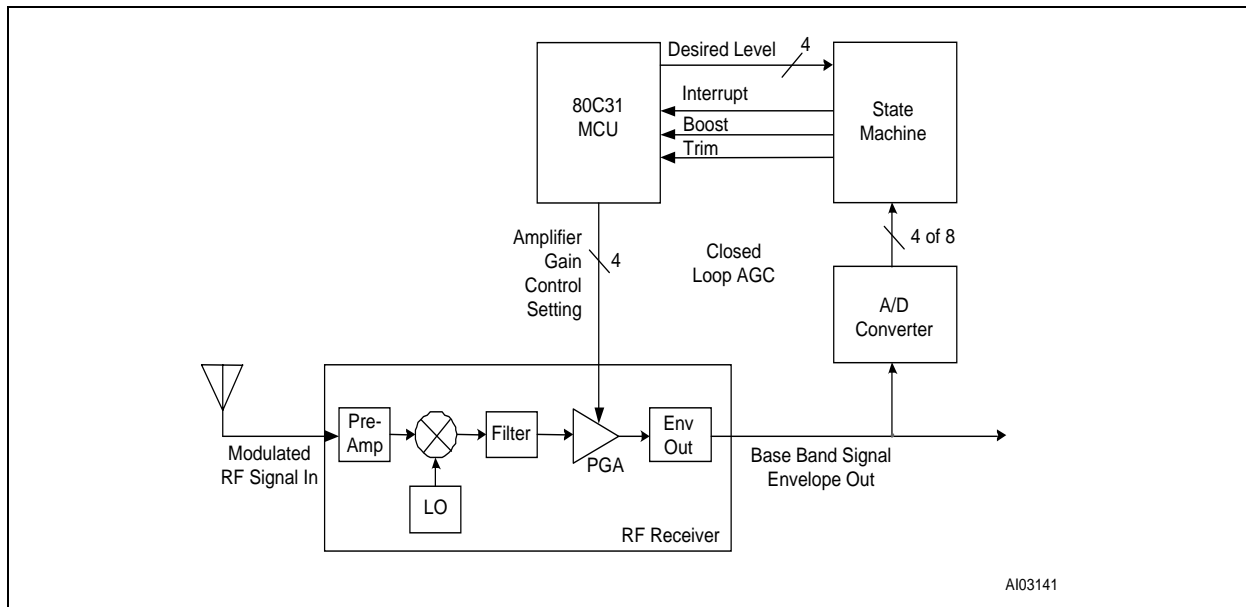 Desired Level
4
80C31
MCU
Interrupt
Boost
Trim
State
Machine
Amplifier
Gain
Control
Setting
4
Closed
Loop AGC
4 of 8
A/D
Converter
Pre-
Amp
Filter
PGA
Env
Out
LO
Modulated
RF Signal In
Base Band Signal
Envelope Out
RF Receiver
AI03141